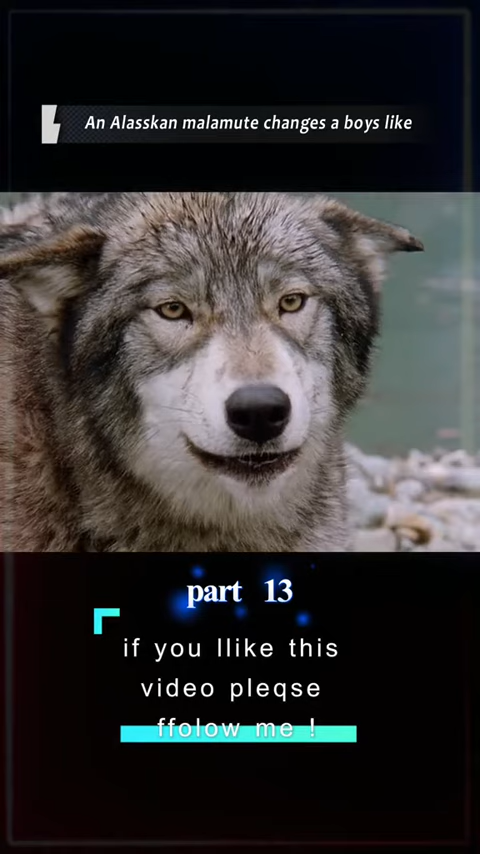 An Alasskan malamute changes a boys like
part 13
if you llike this
video pleqse
ffolow me !